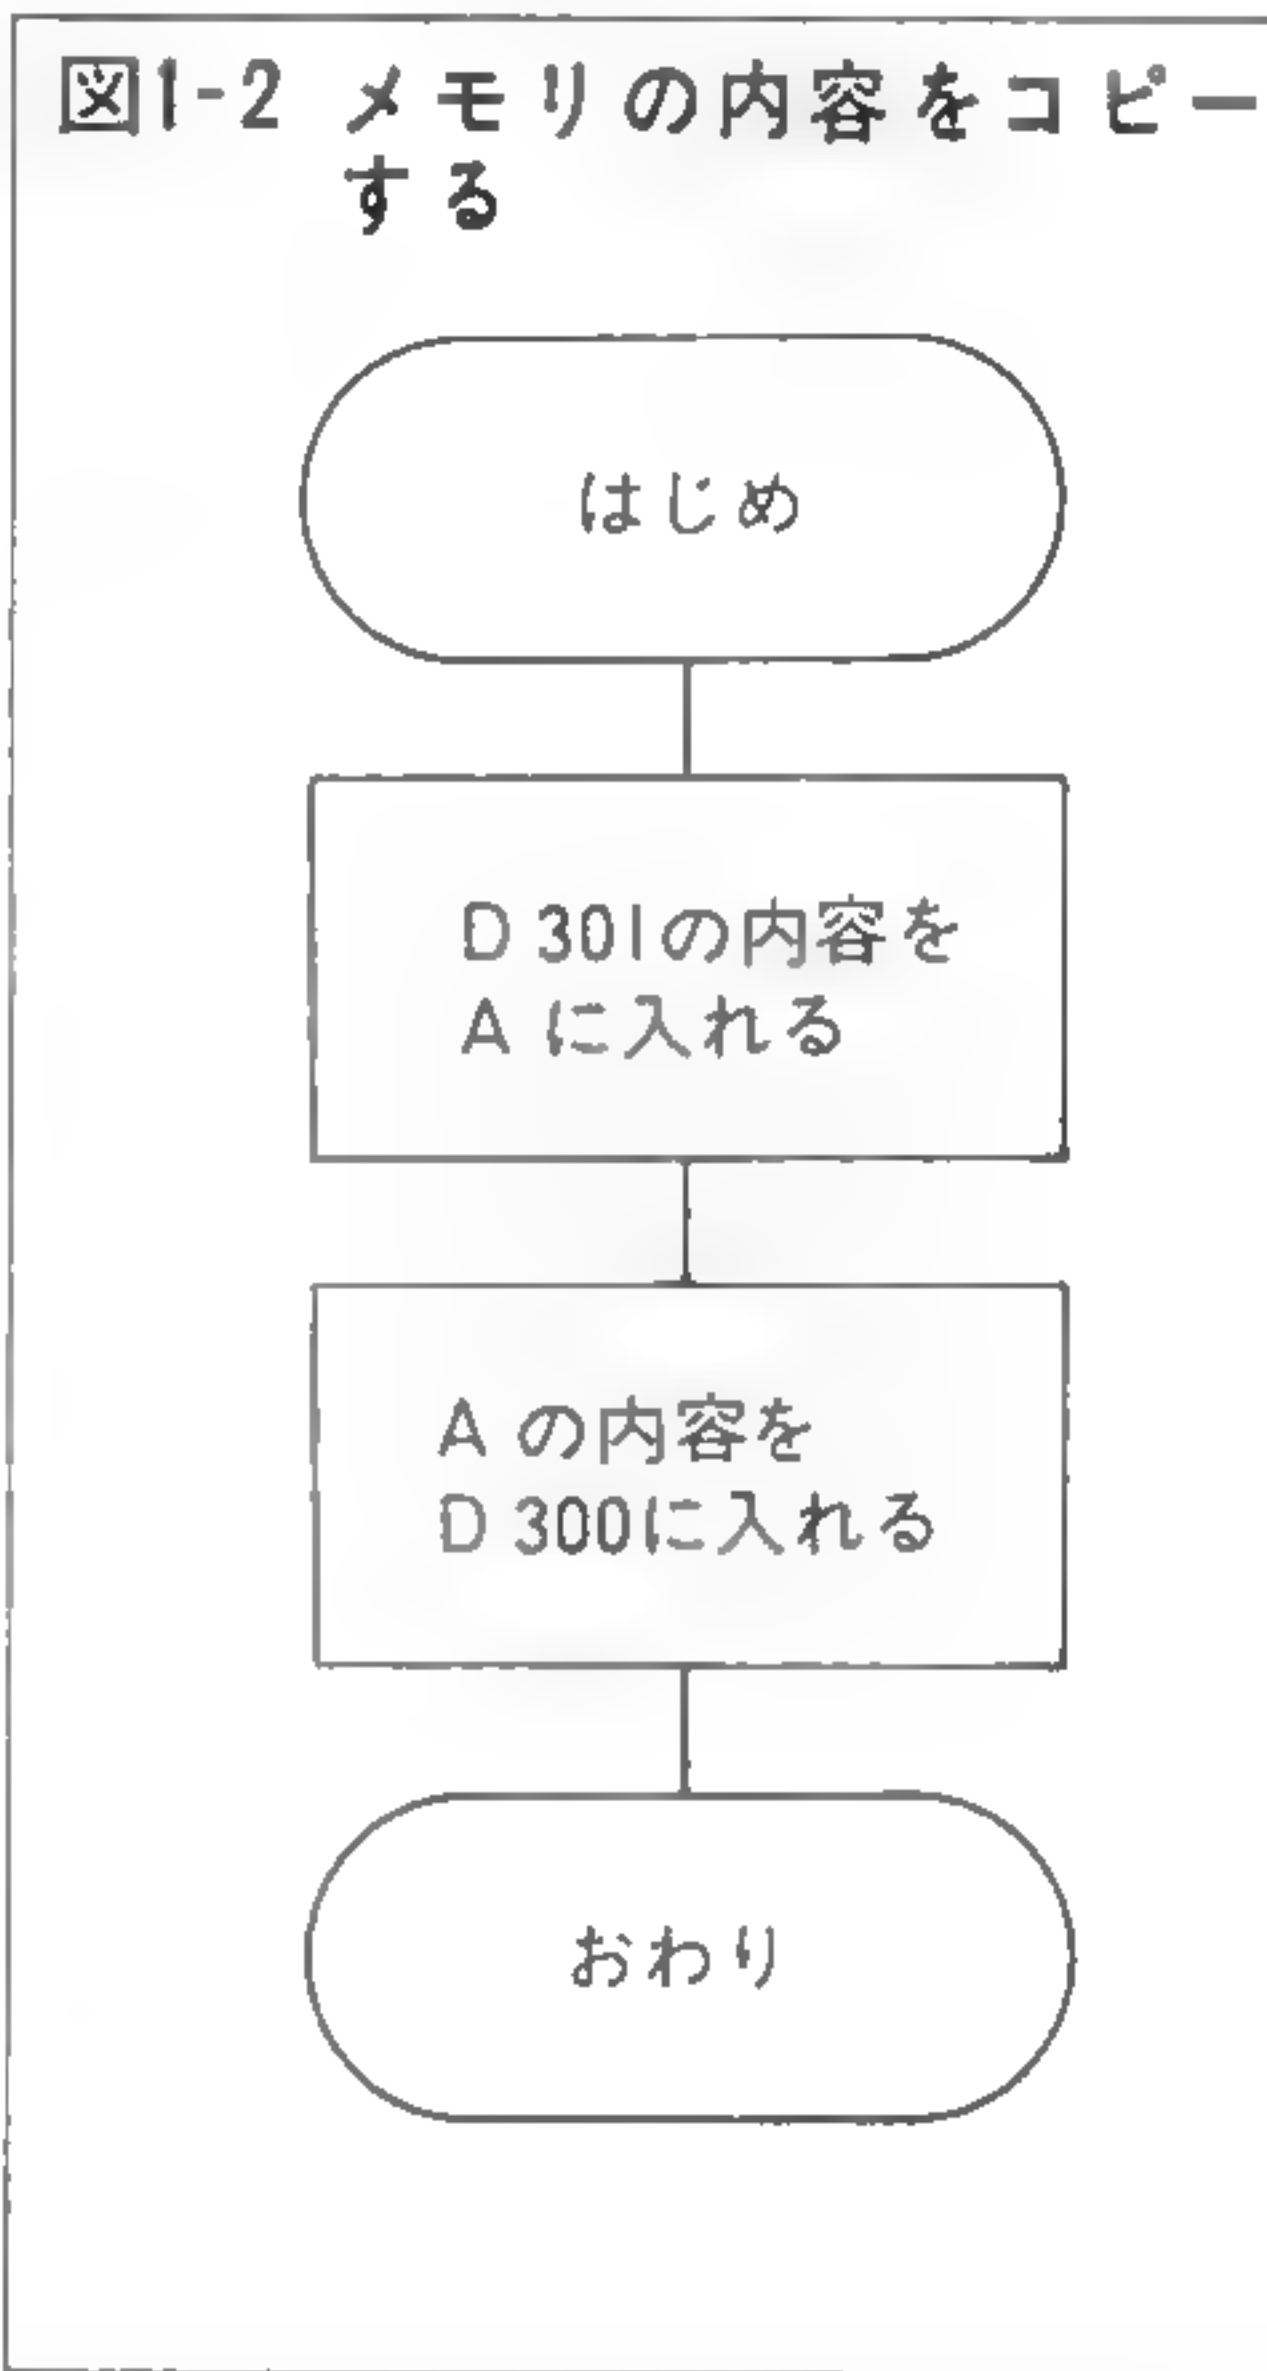 図1-2 メモリの内容をコピー
する
はじめ
D 301の内容を
A に入れる
A の内容を
D 300に入れる
おわり